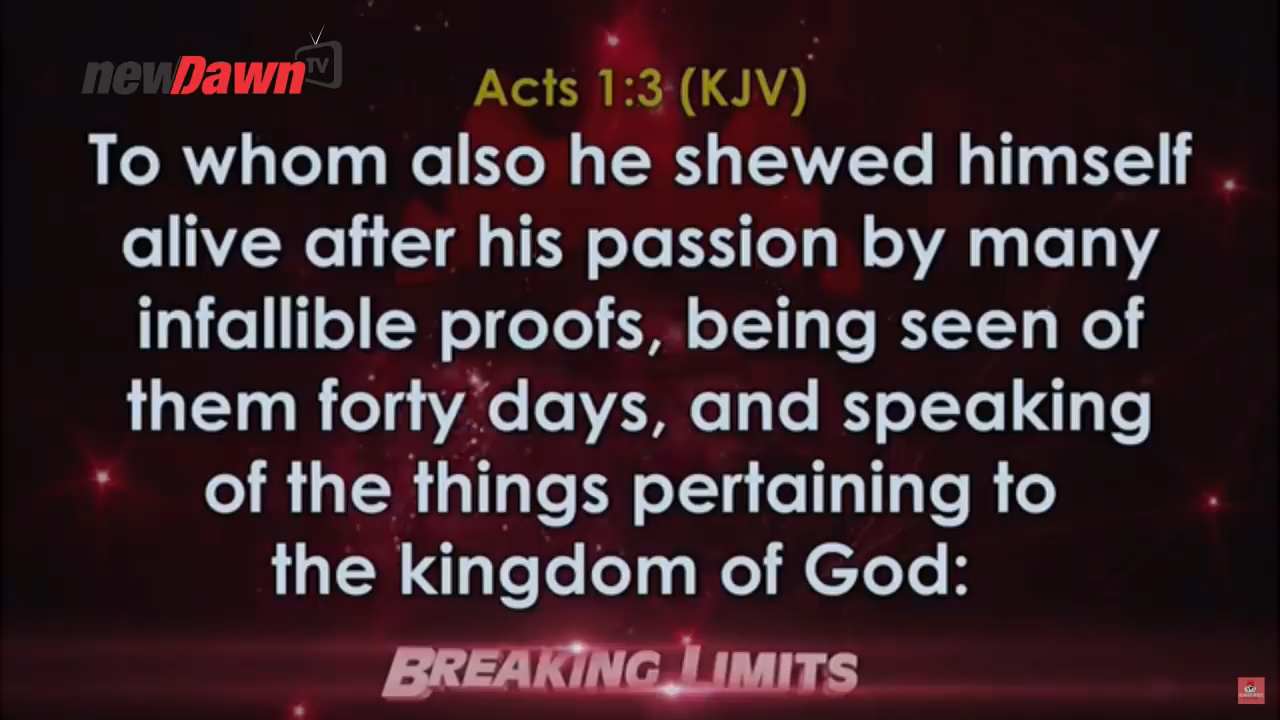 newDawn TV
Acts 1:3 (KJV)
To whom also he shewed himself
alive after his passion by many
infallible proofs, being seen of
them forty days, and speaking
of the things pertaining to
the kingdom of God:
BREAKING LIMITS